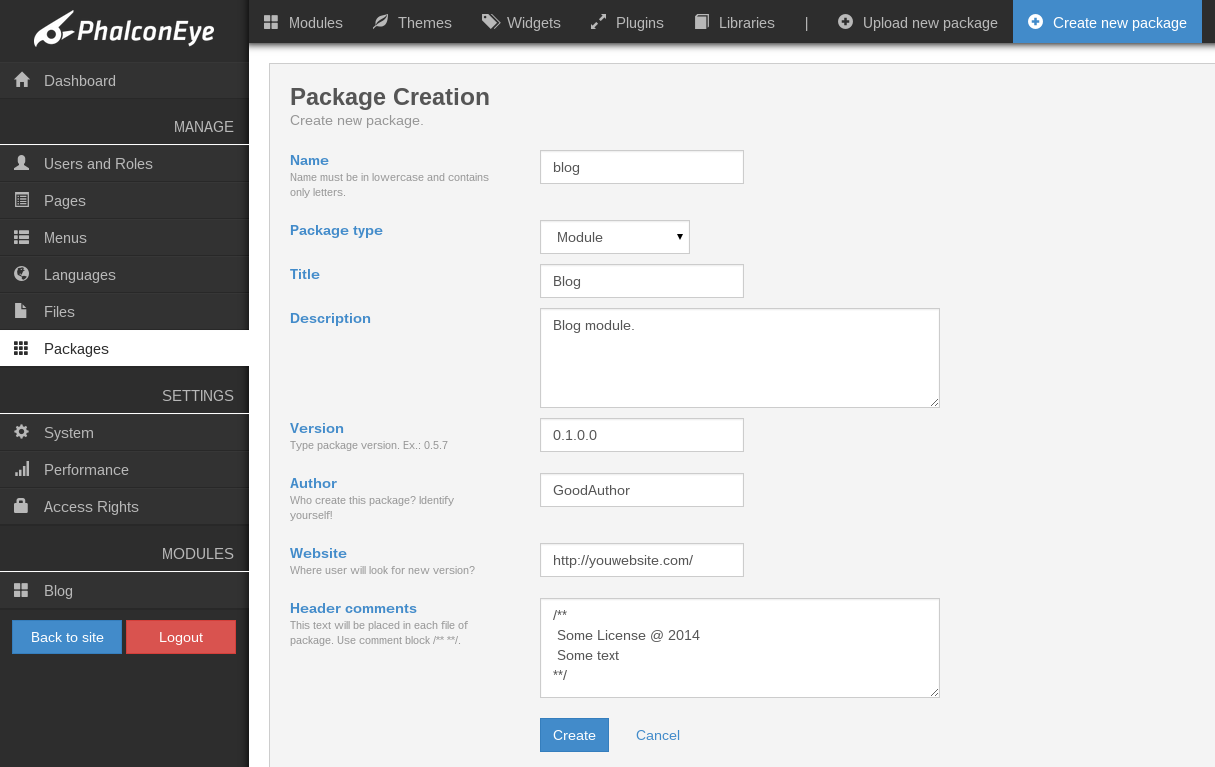 PhalconEye
Dashboard
MANAGE
Users and Roles
Pages
Menus
Languages
Files
Packages
SETTINGS
System
Performance
Access Rights
MODULES
Blog
Back to site Logout
Modules Themes Widgets Plugins Libraries | Upload new package Create new package
Package Creation
Create new package.
Name
Name must be in lowercase and contains
only letters.
blog
Package type
Module
Title
Blog
Description
Blog module.
Version
Type package version. Ex.: 0.5.7
0.1.0.0
Author
Who create this package? Identify
yourself!
GoodAuthor
Website
Where user will look for new version?
http://youwebsite.com/
Header comments
This text will be placed in each file of
package. Use comment block /** **/.
/**
Some License @ 2014
Some text
**/
Create Cancel